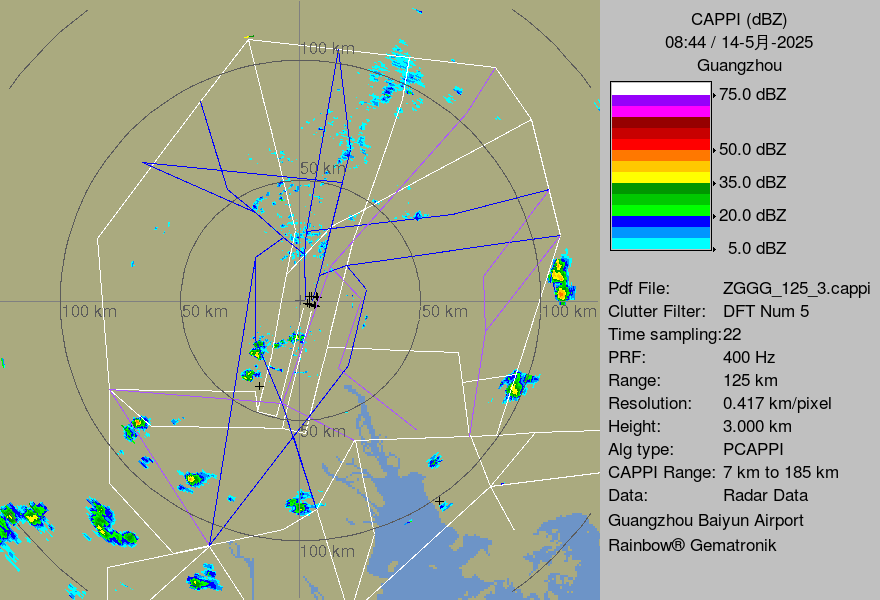 CAPPI (dBZ)
08:44 / 14-5月-2025
Guangzhou
75.0 dBZ
50.0 dBZ
35.0 dBZ
20.0 dBZ
5.0 dBZ
Pdf File: ZGGG_125_3.cappi
Clutter Filter: DFT Num 5
Time sampling:22
PRF: 400 Hz
Range: 125 km
Resolution: 0.417 km/pixel
Height: 3.000 km
Alg type: PCAPPI
CAPPI Range: 7 km to 185 km
Data: Radar Data
Guangzhou Baiyun Airport
Rainbow® Gematronik
100 km
50 km
100 km
50 km
50 km
100 km
50 km
100 km